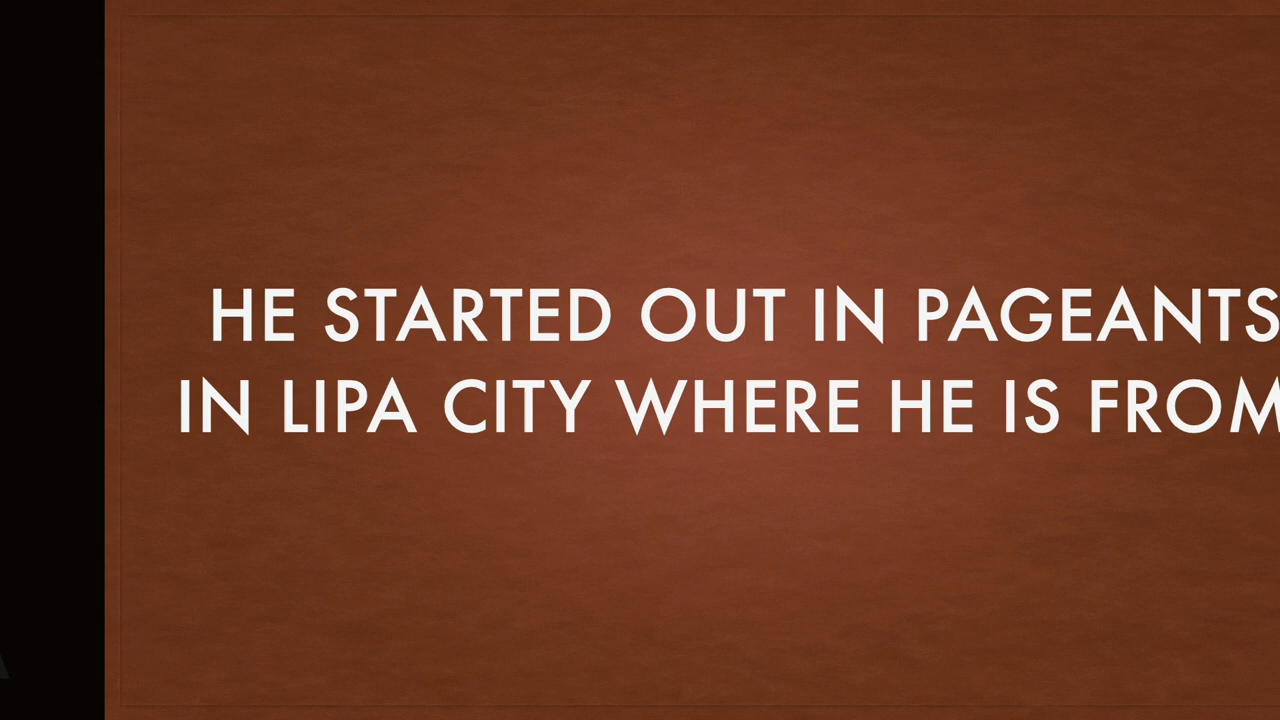 HE STARTED OUT IN PAGEANTS
IN LIPA CITY WHERE HE IS FROM